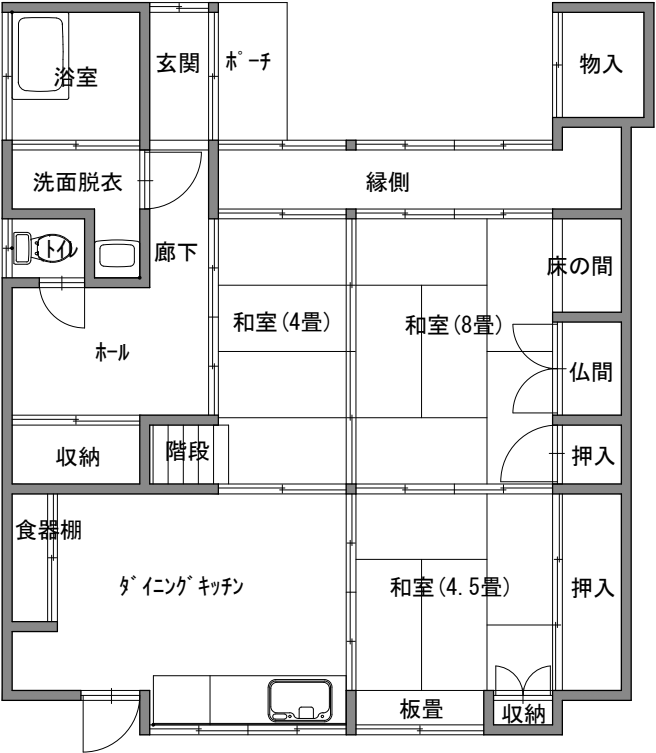 浴室
玄関
ﾎﾟｰﾁ
物入
洗面脱衣
縁側
ﾄｲﾚ
廊下
床の間
和室(4畳)
和室(8畳)
ﾎｰﾙ
仏間
収納
階段
押入
食器棚
ﾀﾞｲﾆﾝｸﾞｷｯﾁﾝ
和室(4.5畳)
押入
板畳
収納